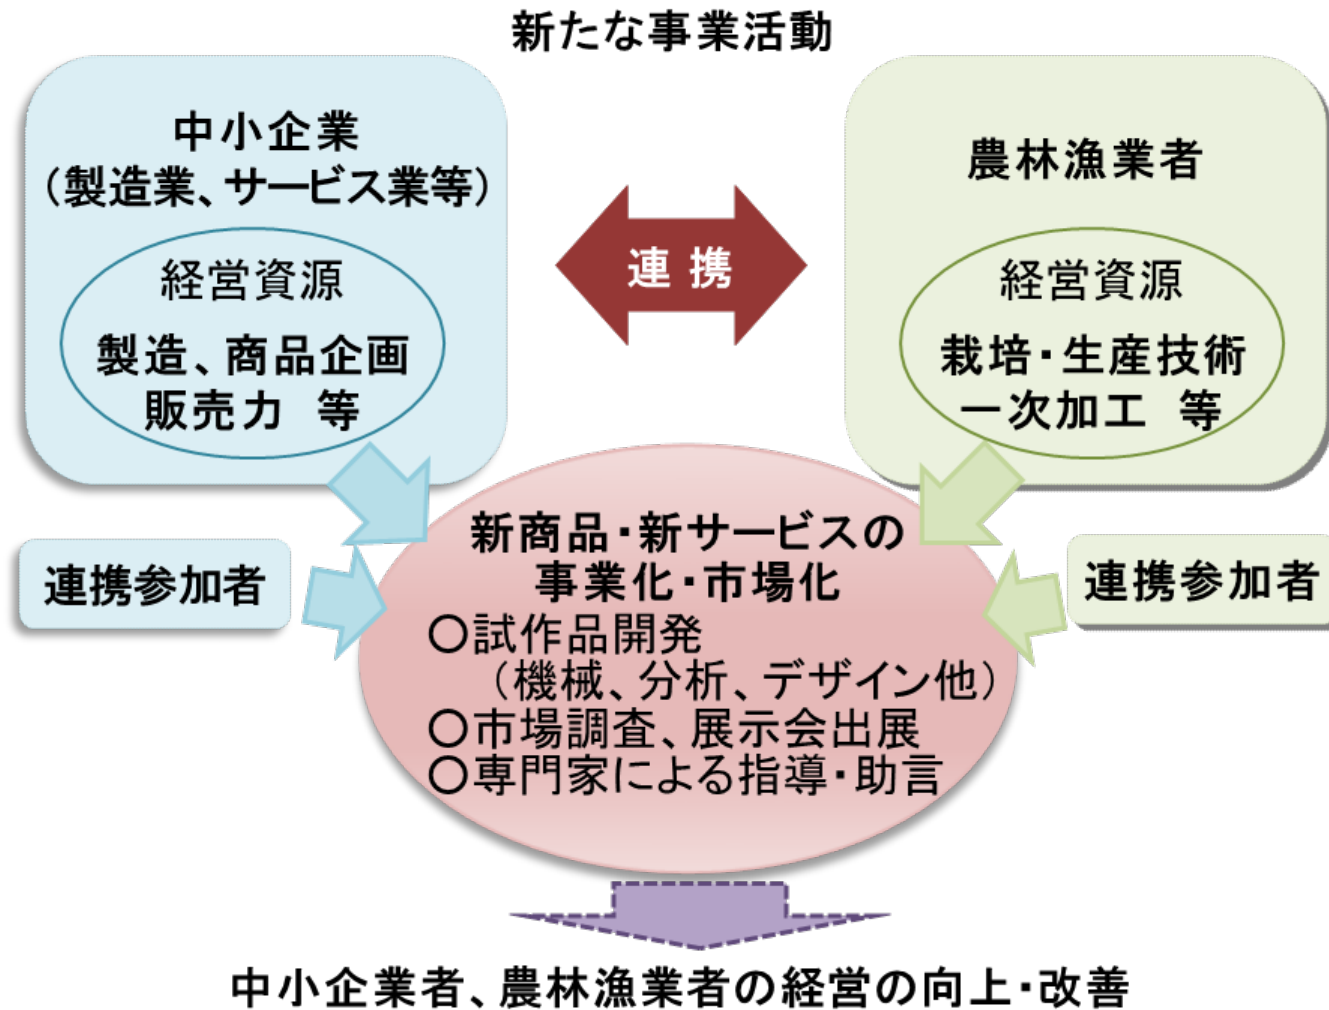 新たな事業活動
中小企業
（製造業、サービス業等）
経営資源
製造、商品企画
販売力　等
連 携
農林漁業者
経営資源
栽培・生産技術
一次加工　等
連携参加者
新商品・新サービスの
事業化・市場化
○試作品開発
（機械、分析、デザイン他）
○市場調査、展示会出展
○専門家による指導・助言
連携参加者
中小企業者、農林漁業者の経営の向上・改善